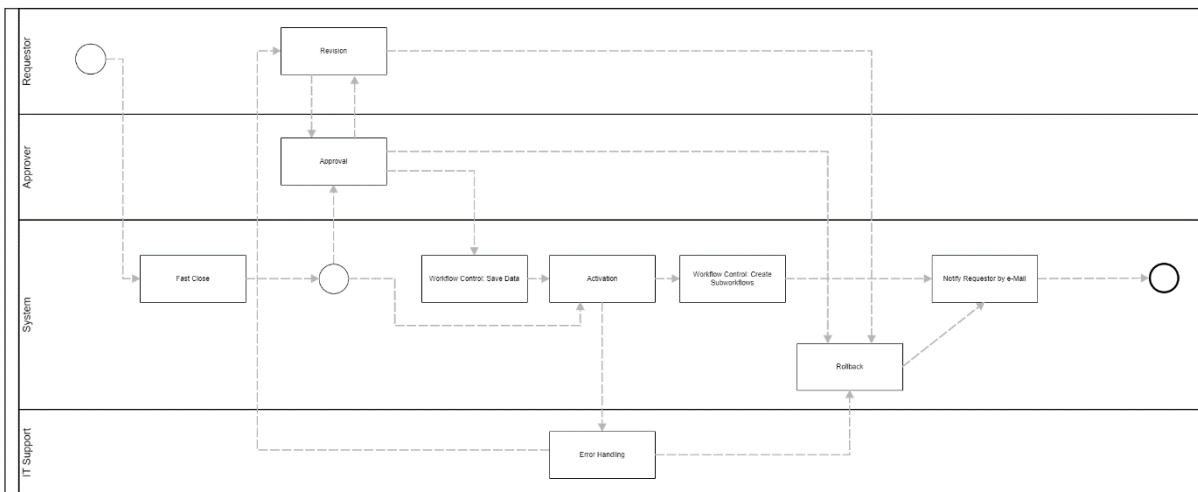 Requestor
Revision
Approver
Approval
System
Fast Close
Workflow Control: Save Data
Activation
Workflow Control: Create
Subworkflows
Notify Requestor by e-Mail
Rollback
IT Support
Error Handling